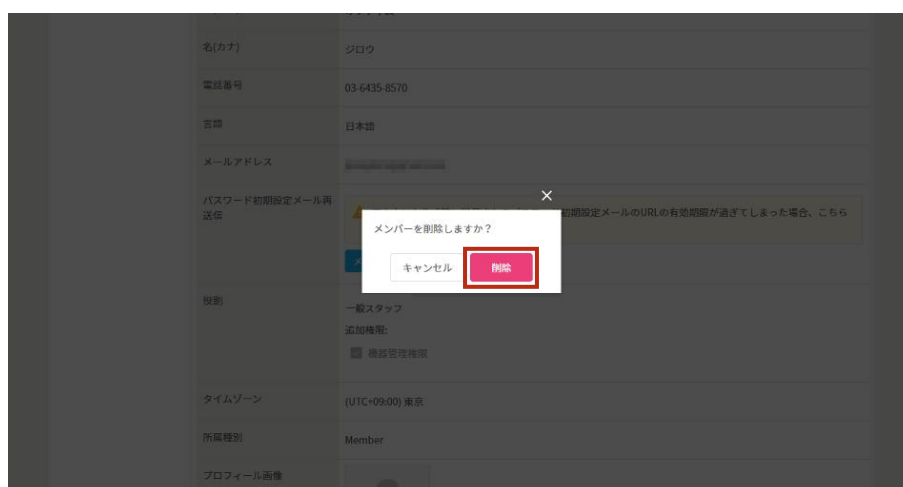 名(カナ)
ジロウ
電話番号
03-6435-8570
言語
日本語
メールアドレス
パスワード初期設定メール再
送信
初期設定メールのURLの有効期限が過ぎてしまった場合、こちら
メンバーを削除しますか?
キャンセル
削除
役割
一般スタッフ
追加権限:
機器管理権限
タイムゾーン
(UTC+09:00) 東京
所属種別
Member
プロフィール画像